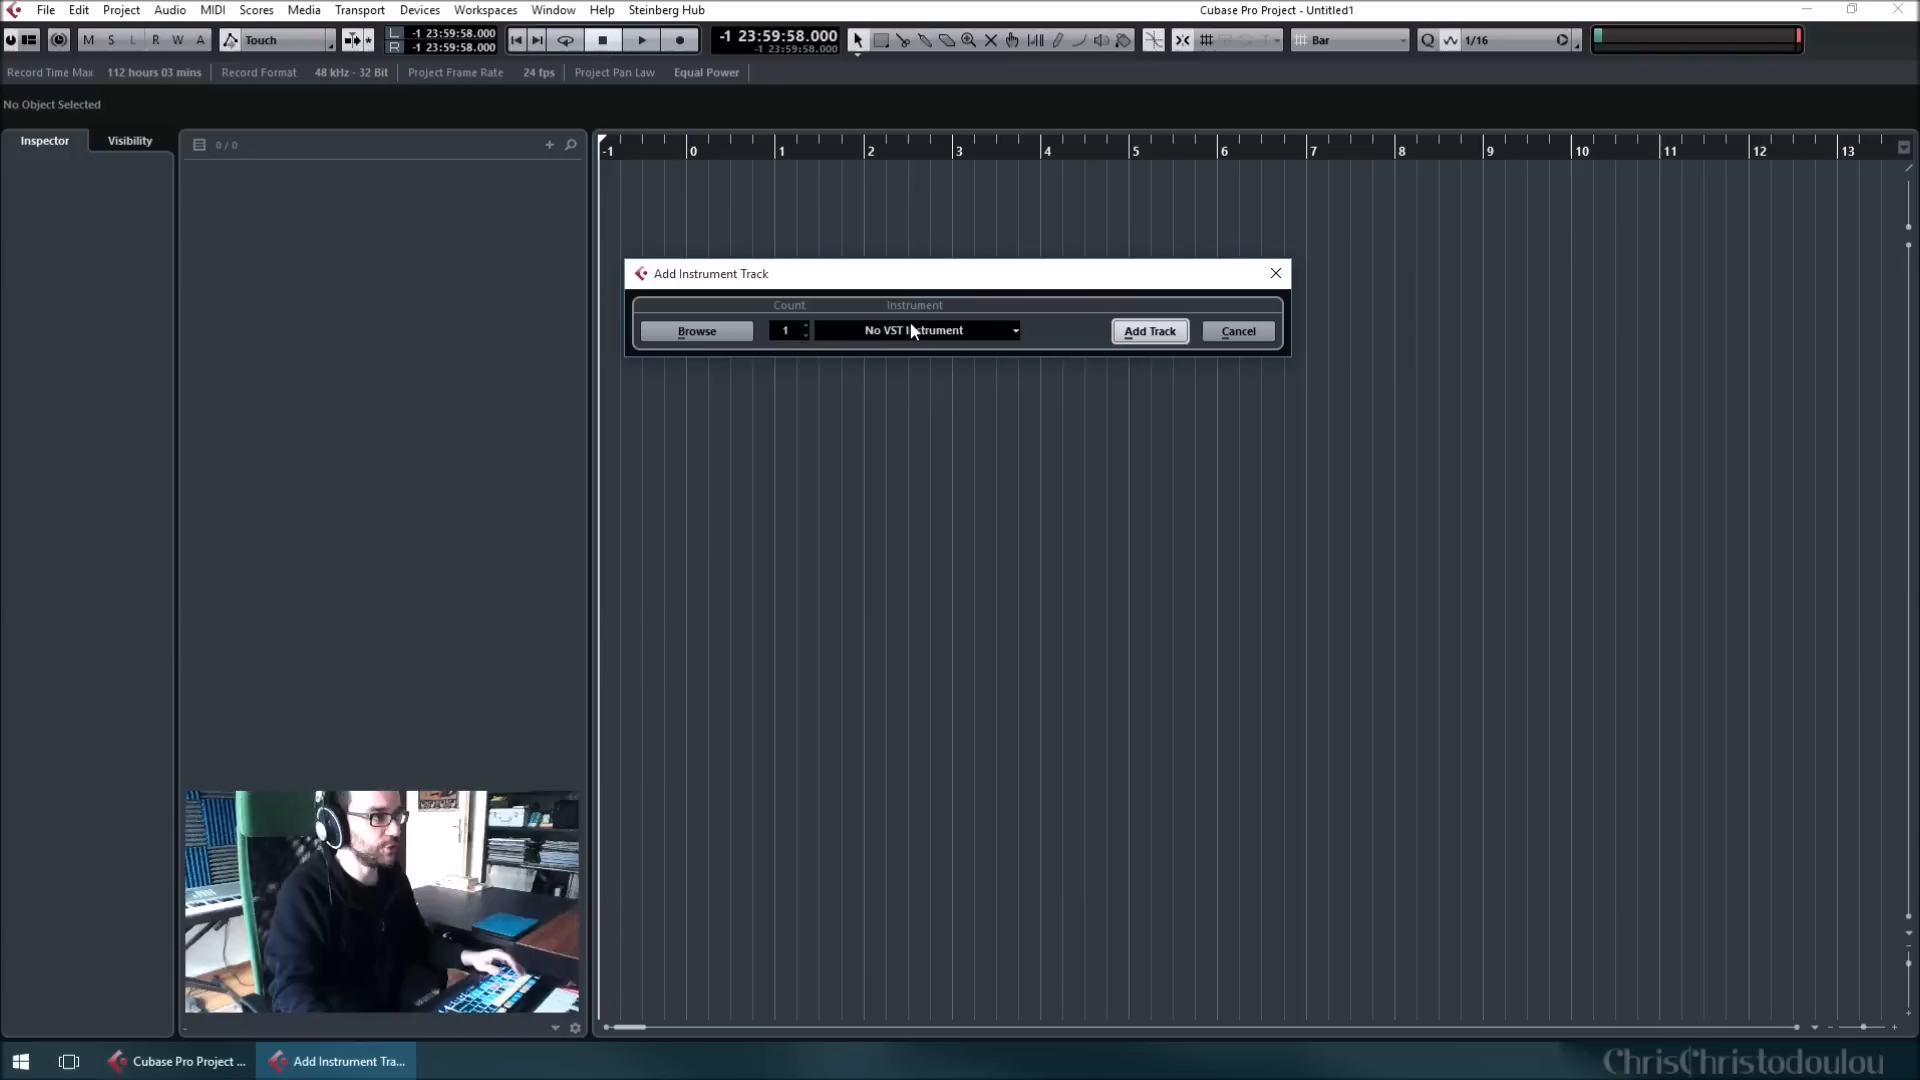 File Edit Project Audio MIDI Scores Media Transport Devices Workspaces Window Help Steinberg Hub Cubase Pro Project - Untitled1
M S L R W A Touch L -1 23:59:58.000 -1 23:59:58.000 Bar Q 1/16
R -1 23:59:58.000 -1 23:59:58.000
Record Time Max 112 hours 03 mins Record Format 48 kHz - 32 Bit Project Frame Rate 24 fps Project Pan Law Equal Power
No Object Selected
Inspector Visibility 0 / 0
-1 0 1 2 3 4 5 6 7 8 9 10 11 12 13
Add Instrument Track
Count Instrument
Browse 1 No VST Instrument Add Track Cancel
Cubase Pro Project ... Add Instrument Tra...
ChrisChristodoulou